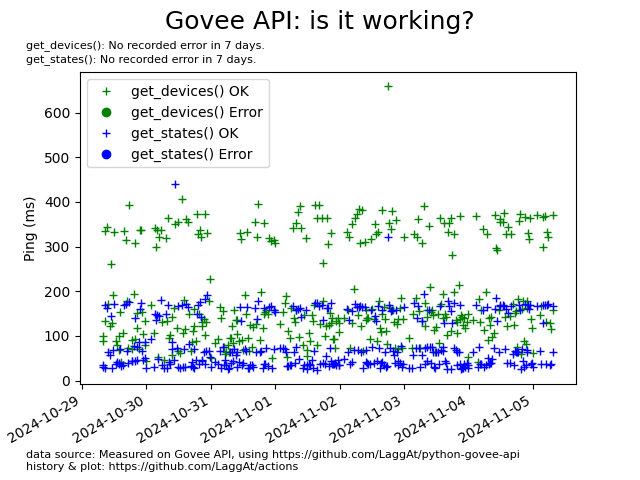 Govee API: is it working?
get_devices(): No recorded error in 7 days.
get_states(): No recorded error in 7 days.
get_devices() OK
get_devices() Error
get_states() OK
get_states() Error
Ping (ms)
600
500
400
300
200
100
0
2024-10-29
2024-10-30
2024-10-31
2024-11-01
2024-11-02
2024-11-03
2024-11-04
2024-11-05
data source: Measured on Govee API, using https://github.com/LaggAt/python-govee-api
history & plot: https://github.com/LaggAt/actions